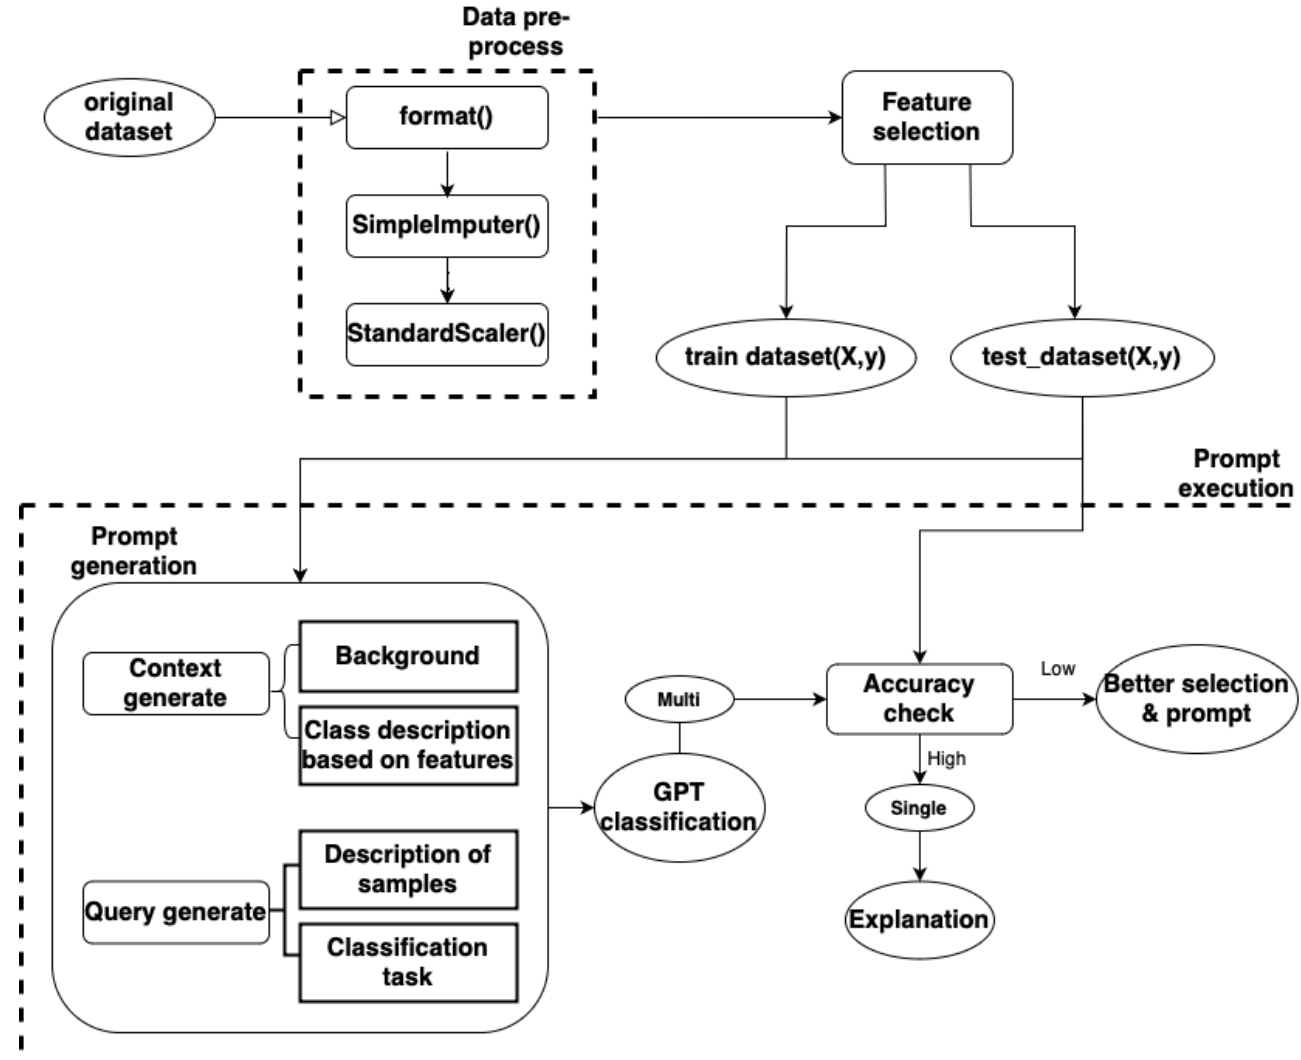 Data pre-
process
original
dataset
format()
SimpleImputer()
StandardScaler()
Feature
selection
train dataset(X,y)
test_dataset(X,y)
Prompt
execution
Prompt
generation
Context
generate
Background
Class description
based on features
Query generate
Description of
samples
Classification
task
Multi
GPT
classification
Accuracy
check
Low
Better selection
& prompt
High
Single
Explanation